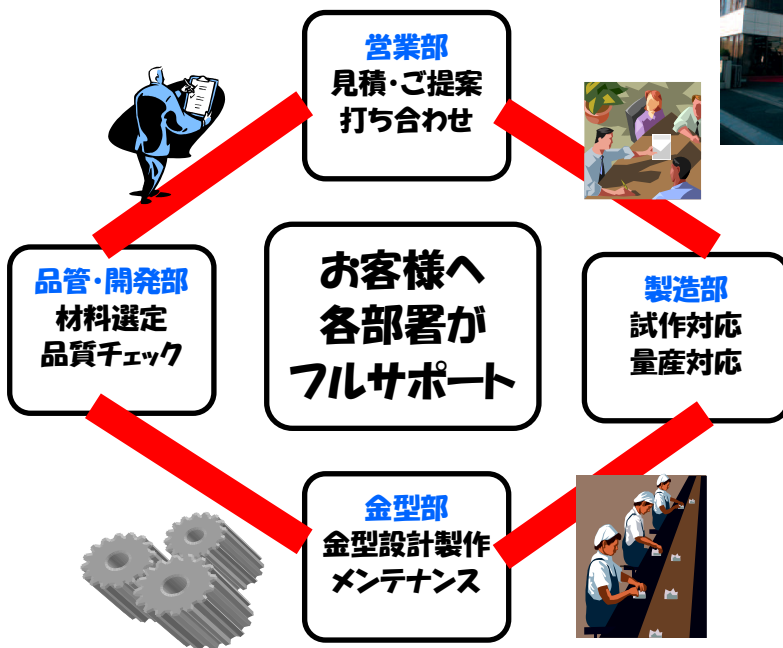 営業部
見積・ご提案
打ち合わせ
品管・開発部
材料選定
品質チェック
お客様へ
各部署が
フルサポート
製造部
試作対応
量産対応
金型部
金型設計製作
メンテナンス